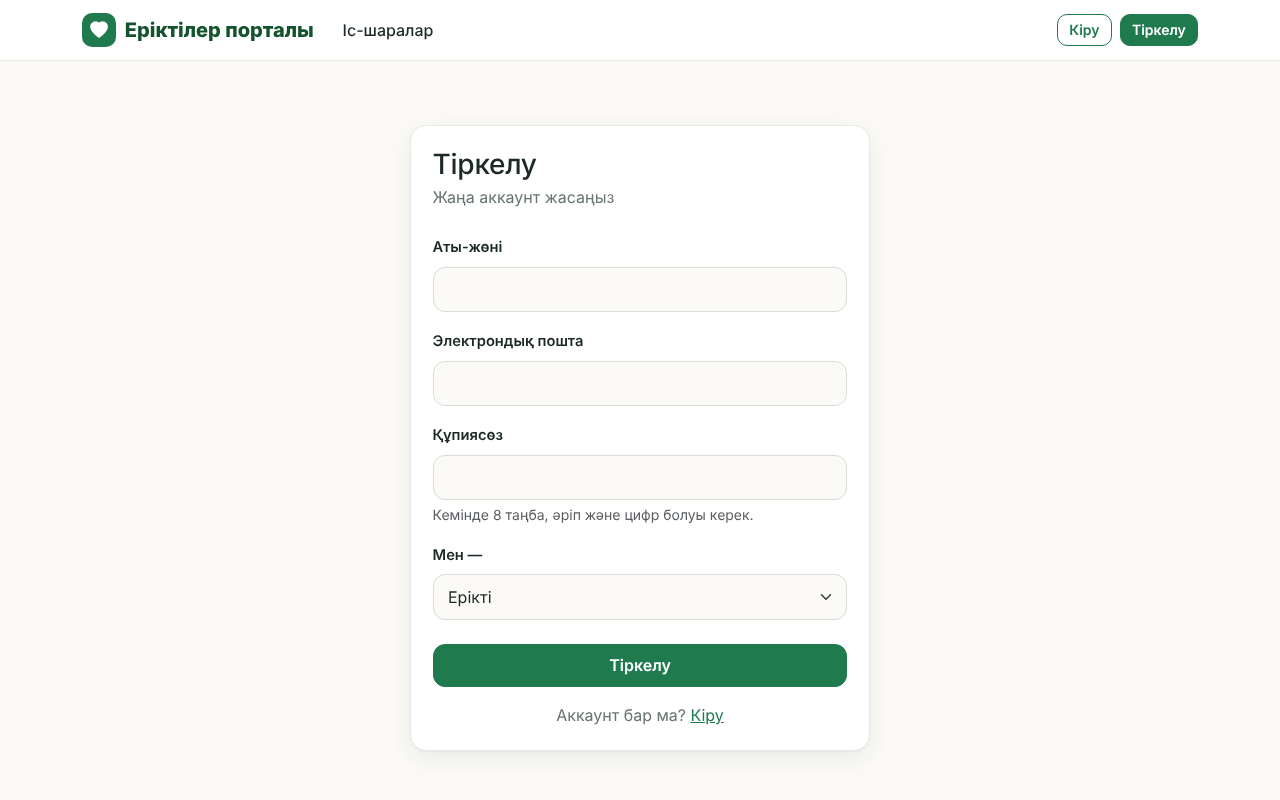 Еріктілер порталы
Іс-шаралар
Кіру
Тіркелу
Тіркелу
Жаңа аккаунт жасаңыз
Аты-жөні
Электрондық пошта
Құпиясөз
Кемінде 8 таңба, әріп және цифр болуы керек.
Мен —
Ерікті
Тіркелу
Аккаунт бар ма? Кіру